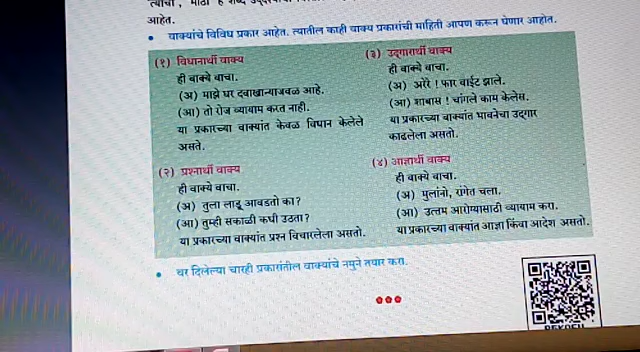 आहेत.
• वाक्यांचे विविध प्रकार आहेत. त्यातील काही वाक्य प्रकारांची माहिती आपण करून घेणार आहोत.
(१) विधानार्थी वाक्य
ही वाक्ये वाचा.
(अ) माझे घर दवाखान्याजवळ आहे.
(आ) तो रोज व्यायाम करत नाही.
या प्रकारच्या वाक्यांत केवळ विधान केलेले
असते.
(२) प्रश्नार्थी वाक्य
ही वाक्ये वाचा.
(अ) तुला लाडू आवडतो का?
(आ) तुम्ही सकाळी कधी उठता?
या प्रकारच्या वाक्यांत प्रश्न विचारलेला असतो.
(३) उद्गारार्थी वाक्य
ही वाक्ये वाचा.
(अ) अरेरे ! फार वाईट झाले.
(आ) शाबास ! चांगले काम केलेस.
या प्रकारच्या वाक्यांत भावनेचा उद्गार
काढलेला असतो.
(४) आज्ञार्थी वाक्य
ही वाक्ये वाचा.
(अ) मुलांनो, रांगेत चला.
(आ) उत्तम आरोग्यासाठी व्यायाम करा.
या प्रकारच्या वाक्यांत आज्ञा किंवा आदेश असतो.
• वर दिलेल्या चारही प्रकारांतील वाक्यांचे नमुने तयार करा.